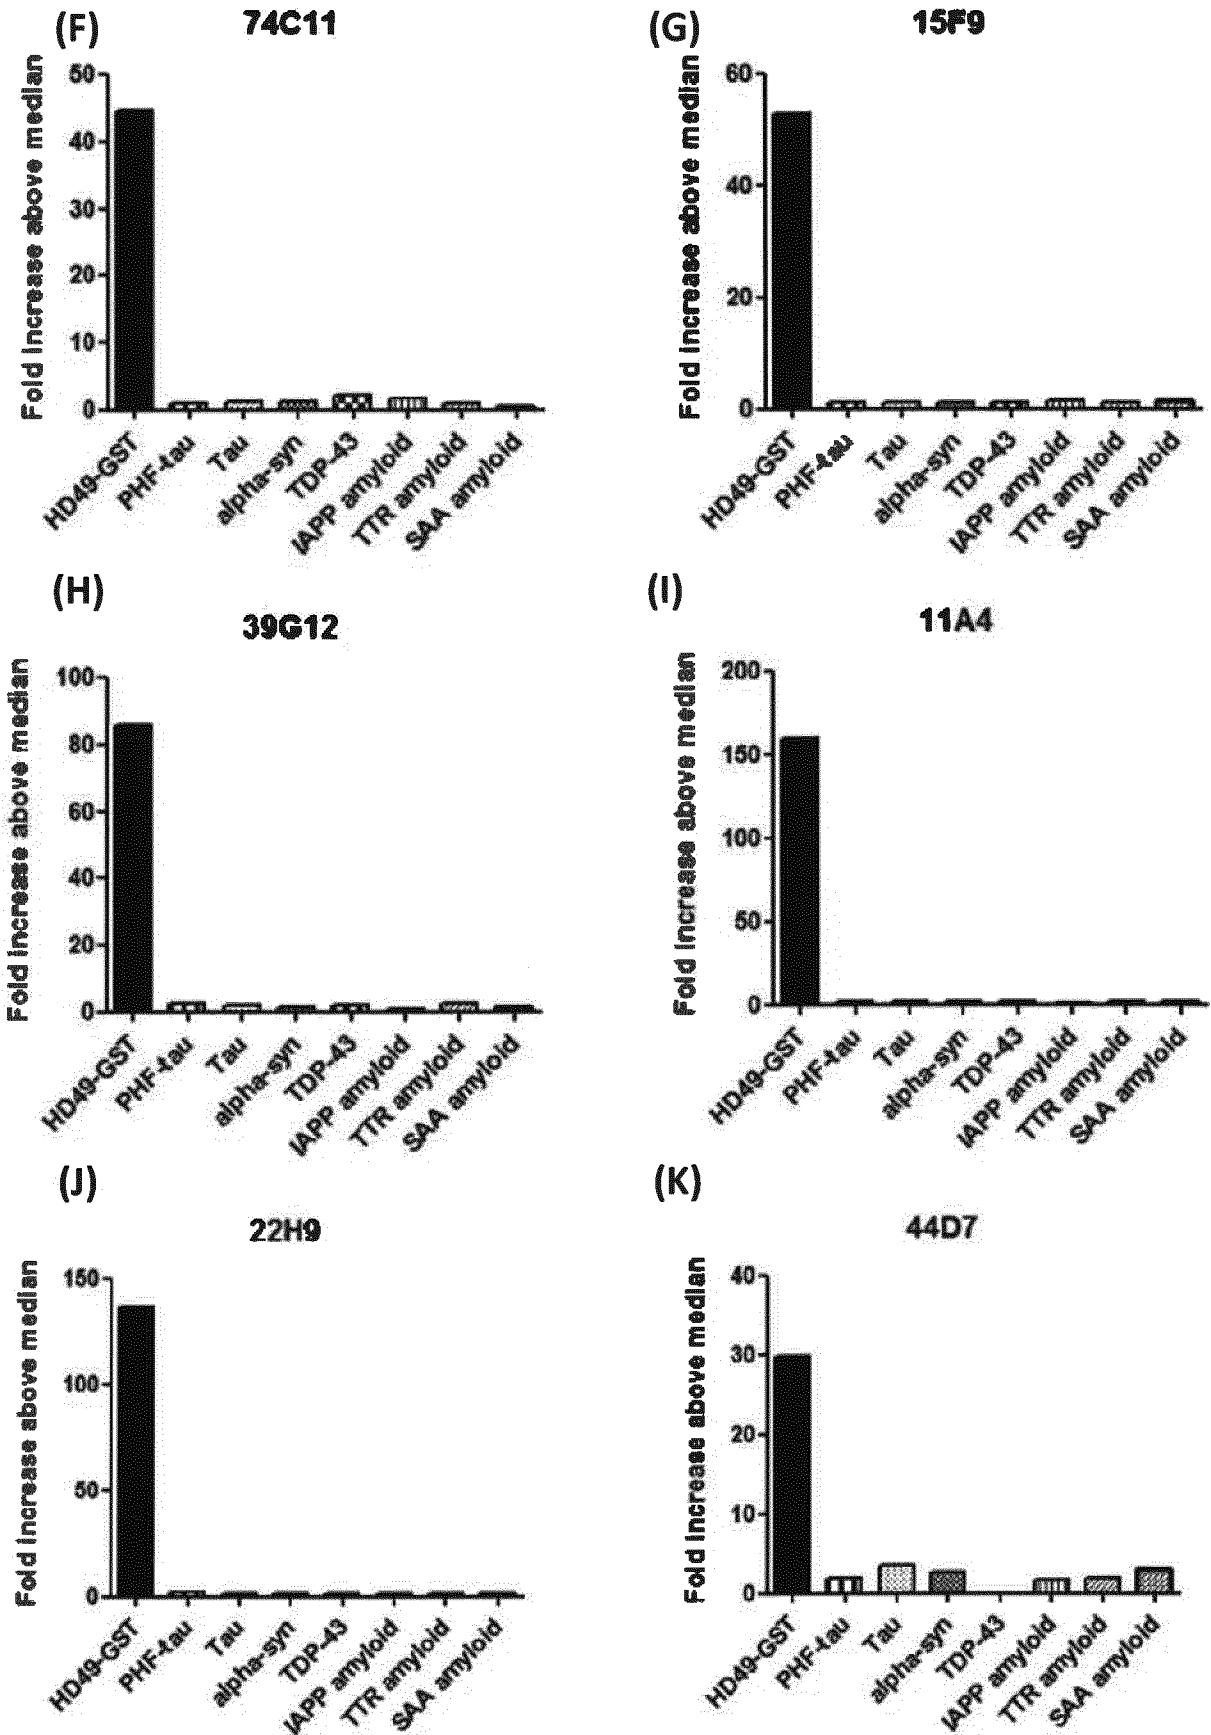 (F)
74C11
Fold increase above median
50
40
30
20
10
0
HD49-GST
PHF-tau
Tau
alpha-syn
TDP-43
IAPP amyloid
TTR amyloid
SAA amyloid
(G)
15F9
Fold increase above median
60
40
20
0
HD49-GST
PHF-tau
Tau
alpha-syn
TDP-43
IAPP amyloid
TTR amyloid
SAA amyloid
(H)
39G12
Fold increase above median
100
80
60
40
20
0
HD49-GST
PHF-tau
Tau
alpha-syn
TDP-43
IAPP amyloid
TTR amyloid
SAA amyloid
(I)
11A4
Fold increase above median
200
150
100
50
0
HD49-GST
PHF-tau
Tau
alpha-syn
TDP-43
IAPP amyloid
TTR amyloid
SAA amyloid
(J)
22H9
Fold increase above median
150
100
50
0
HD49-GST
PHF-tau
Tau
alpha-syn
TDP-43
IAPP amyloid
TTR amyloid
SAA amyloid
(K)
44D7
Fold increase above median
40
30
20
10
0
HD49-GST
PHF-tau
Tau
alpha-syn
TDP-43
IAPP amyloid
TTR amyloid
SAA amyloid